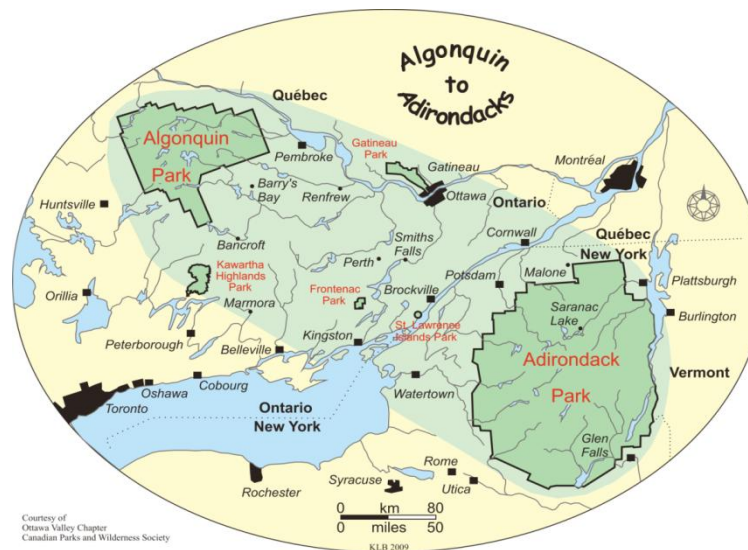 Algonquin
to
Adirondacks
Québec
Algonquin
Park
Pembroke
Gatineau
Park
Gatineau
Montréal
Barry's
Bay
Renfrew
Ottawa
Ontario
Huntsville
Cornwall
Québec
New York
Bancroft
Smiths
Falls
Perth
Kawartha
Highlands
Park
Malone
Potsdam
Plattsburgh
Orillia
Frontenac
Park
Brockville
Marmora
St. Lawrence
Islands Park
Saranac
Lake
Burlington
Peterborough
Kingston
Belleville
Adirondack
Park
Vermont
Cobourg
Oshawa
Toronto
Watertown
Ontario
New York
Glen
Falls
Rome
Syracuse
Utica
Rochester
0 km 80
0 miles 50
Courtesy of
Ottawa Valley Chapter
Canadian Parks and Wilderness Society
KLB 2009